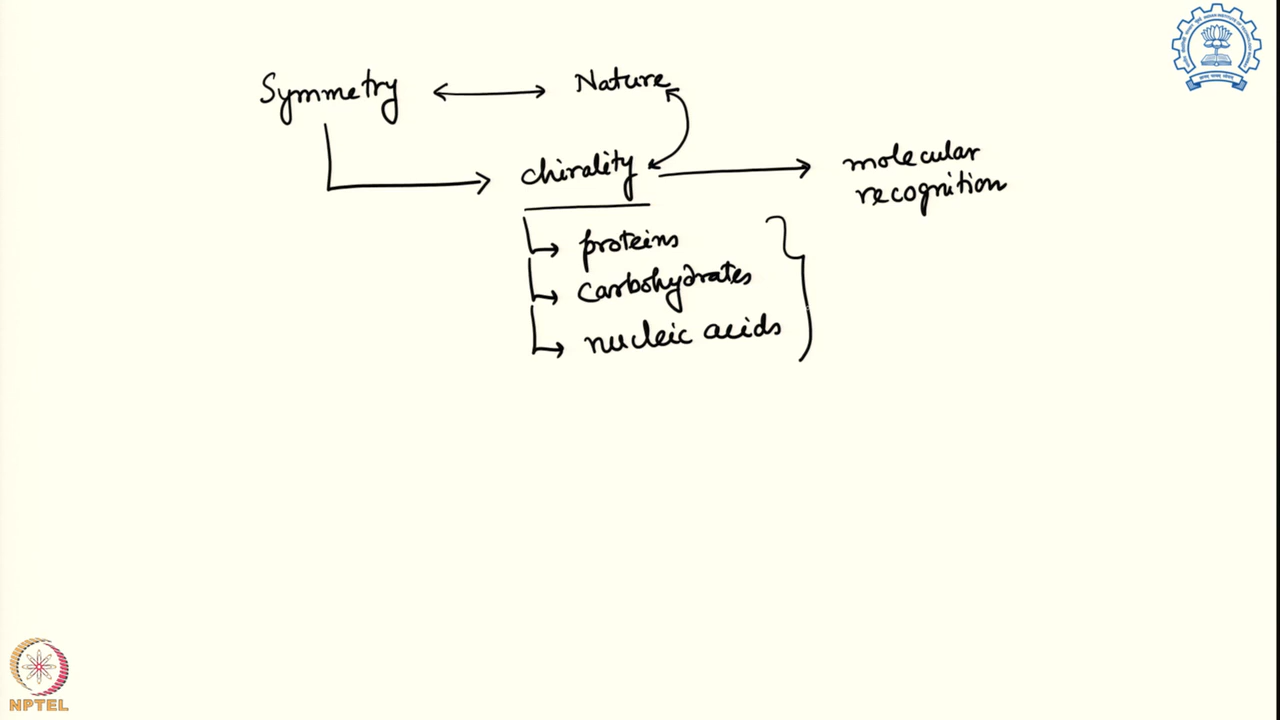 Symmetry Nature
chirality
molecular
recognition
proteins
carbohydrates
nucleic acids
NPTEL